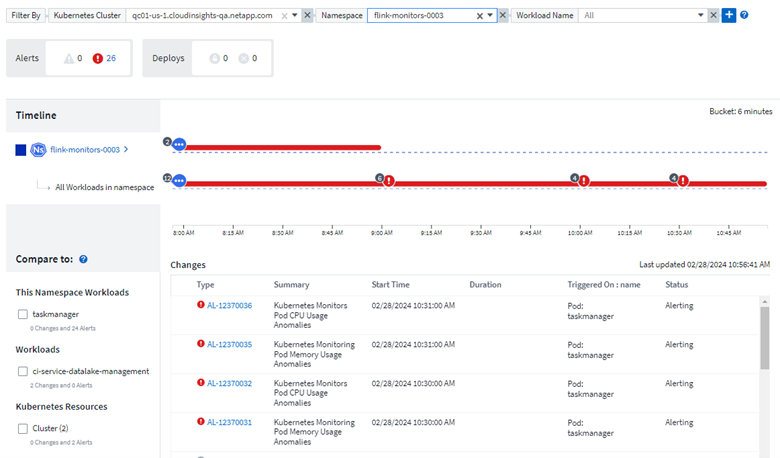 Filter By Kubernetes Cluster qc01-us-1.cloudinsights-qa.netapp.com Namespace flink-monitors-0003 Workload Name All
Alerts 0 26 Deploys 0 0
Timeline
Bucket: 6 minutes
Ns flink-monitors-0003
2
All Workloads in namespace
12 6 4 4
8:00 AM 8:15 AM 8:30 AM 8:45 AM 9:00 AM 9:15 AM 9:30 AM 9:45 AM 10:00 AM 10:15 AM 10:30 AM 10:45 AM
Compare to:
This Namespace Workloads
taskmanager
0 Changes and 24 Alerts
Workloads
ci-service-datalake-management
2 Changes and 0 Alerts
Kubernetes Resources
Cluster (2)
0 Changes and 2 Alerts
Changes
Last updated 02/28/2024 10:56:41 AM
Type Summary Start Time Duration Triggered On : name Status
AL-12370036 Kubernetes Monitors 02/28/2024 10:31:00 AM Pod: Alerting
Pod CPU Usage taskmanager
Anomalies
AL-12370035 Kubernetes Monitoring 02/28/2024 10:31:00 AM Pod: Alerting
Pod Memory Usage taskmanager
Anomalies
AL-12370032 Kubernetes Monitors 02/28/2024 10:30:00 AM Pod: Alerting
Pod CPU Usage taskmanager
Anomalies
AL-12370031 Kubernetes Monitoring 02/28/2024 10:30:00 AM Pod: Alerting
Pod Memory Usage taskmanager
Anomalies